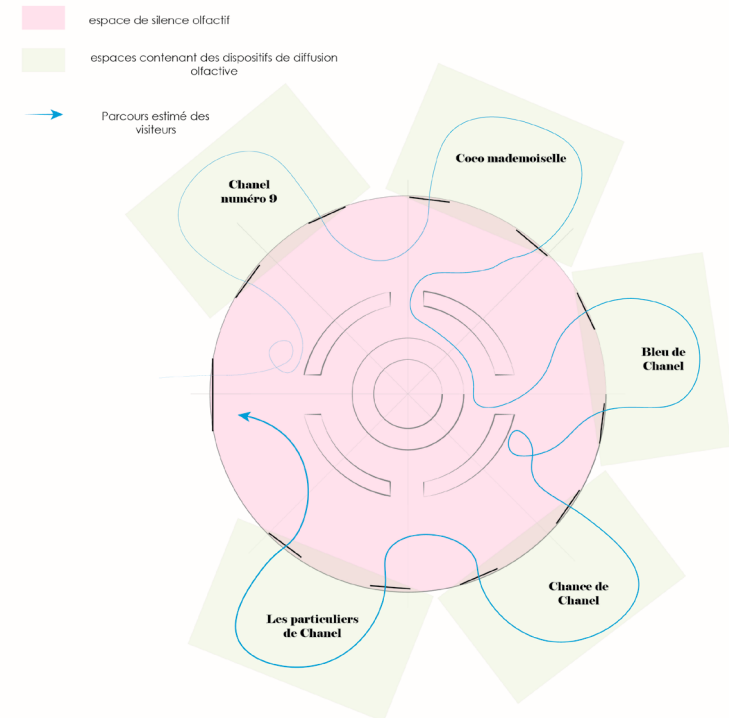 espace de silence olfactif
espaces contenant des dispositifs de diffusion
olfactive
Parcours estimé des
visiteurs
Coco mademoiselle
Chanel
numéro 9
Bleu de
Chanel
Chance de
Chanel
Les particuliers
de Chanel